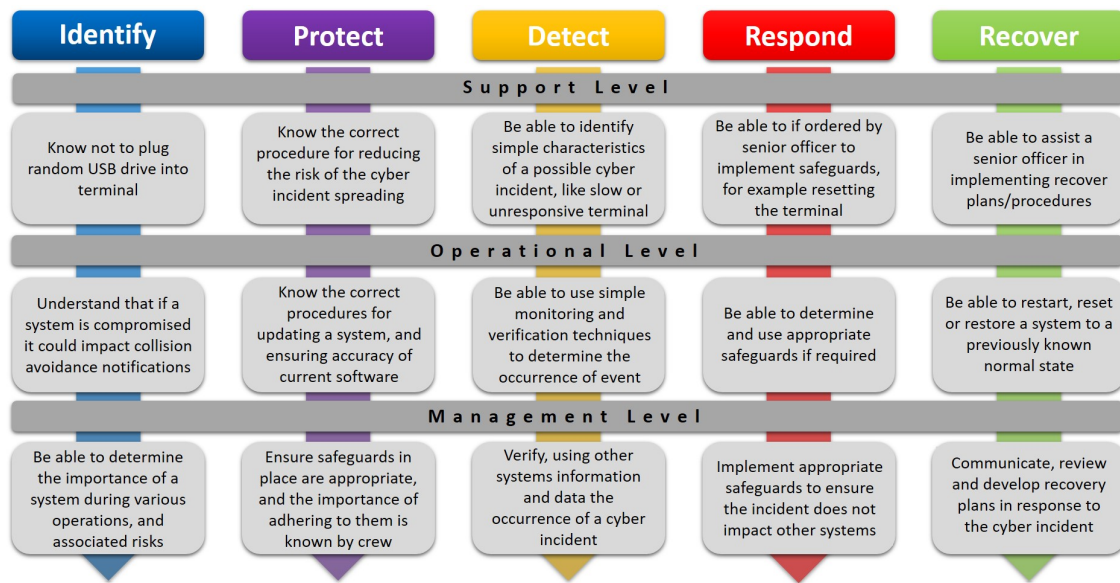 Identify
Protect
Detect
Respond
Recover
Support Level
Know not to plug
random USB drive into
terminal
Know the correct
procedure for reducing
the risk of the cyber
incident spreading
Be able to identify
simple characteristics
of a possible cyber
incident, like slow or
unresponsive terminal
Be able to if ordered by
senior officer to
implement safeguards,
for example resetting
the terminal
Be able to assist a
senior officer in
implementing recover
plans/procedures
Operational Level
Understand that if a
system is compromised
it could impact collision
avoidance notifications
Know the correct
procedures for
updating a system, and
ensuring accuracy of
current software
Be able to use simple
monitoring and
verification techniques
to determine the
occurrence of event
Be able to determine
and use appropriate
safeguards if required
Be able to restart, reset
or restore a system to a
previously known
normal state
Management Level
Be able to determine
the importance of a
system during various
operations, and
associated risks
Ensure safeguards in
place are appropriate,
and the importance of
adhering to them is
known by crew
Verify, using other
systems information
and data the
occurrence of a cyber
incident
Implement appropriate
safeguards to ensure
the incident does not
impact other systems
Communicate, review
and develop recovery
plans in response to
the cyber incident